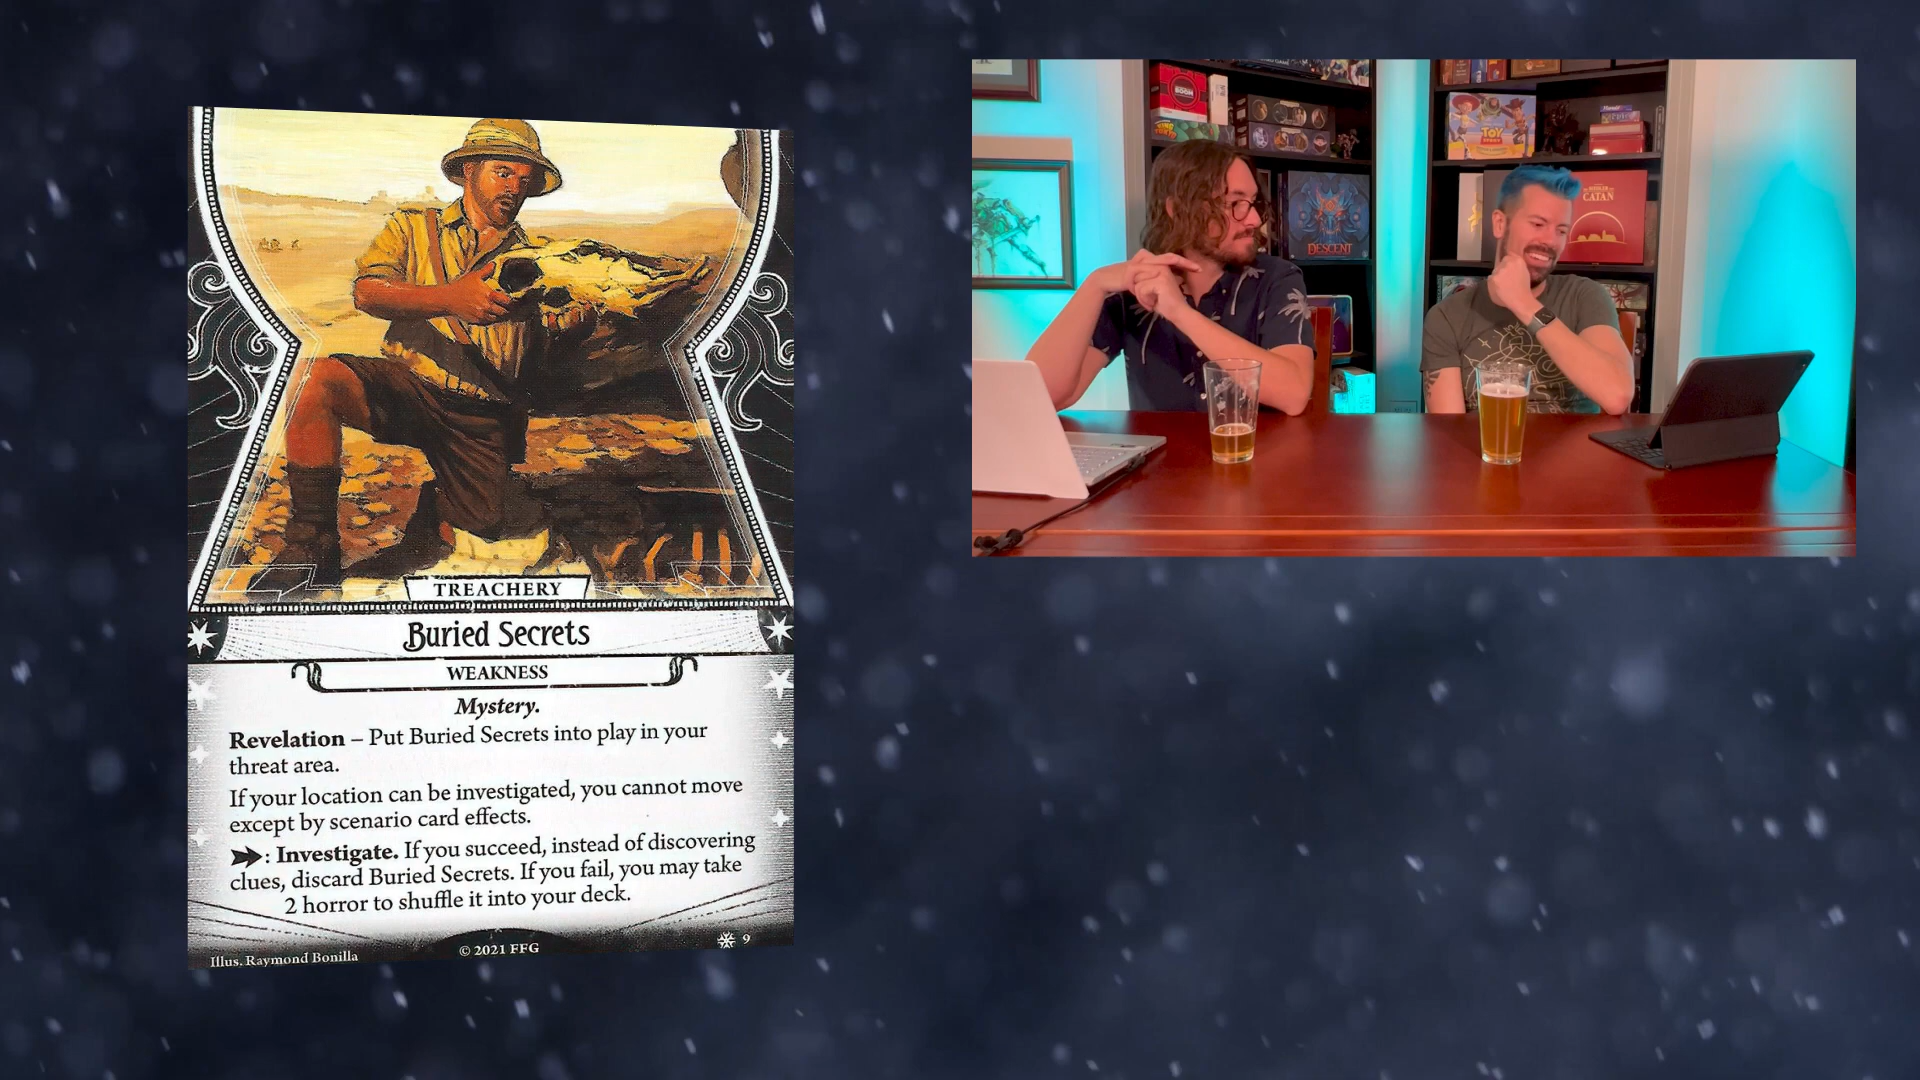 TREACHERY
Buried Secrets
WEAKNESS
Mystery.
Revelation – Put Buried Secrets into play in your
threat area.
If your location can be investigated, you cannot move
except by scenario card effects.
: Investigate. If you succeed, instead of discovering
clues, discard Buried Secrets. If you fail, you may take
2 horror to shuffle it into your deck.
Illus. Raymond Bonilla
© 2021 FFG
9
BOOM
TOKYO
TOY
STORY
DESCENT
CATAN